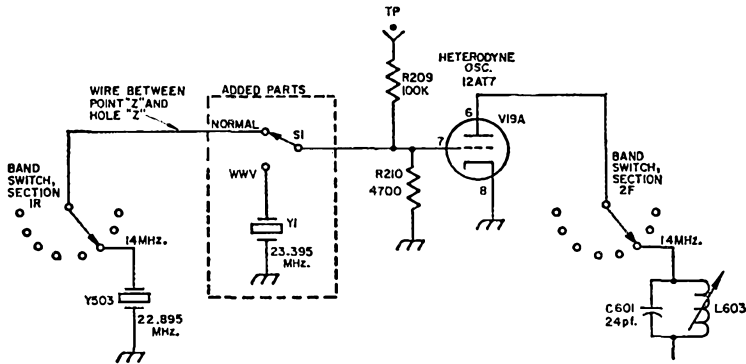 TP
HETERODYNE
OSC.
12AT7
R209
100K
WIRE BETWEEN
POINT "Z" AND
HOLE "Z"
ADDED PARTS
NORMAL
S1
6
V19A
7
8
BAND
SWITCH,
SECTION
1R
WWV
R210
4700
BAND
SWITCH,
SECTION
2F
Y1
14MHz.
23.395
MHz.
14MHz.
Y503
22.895
MHz.
C601
24pf.
L603